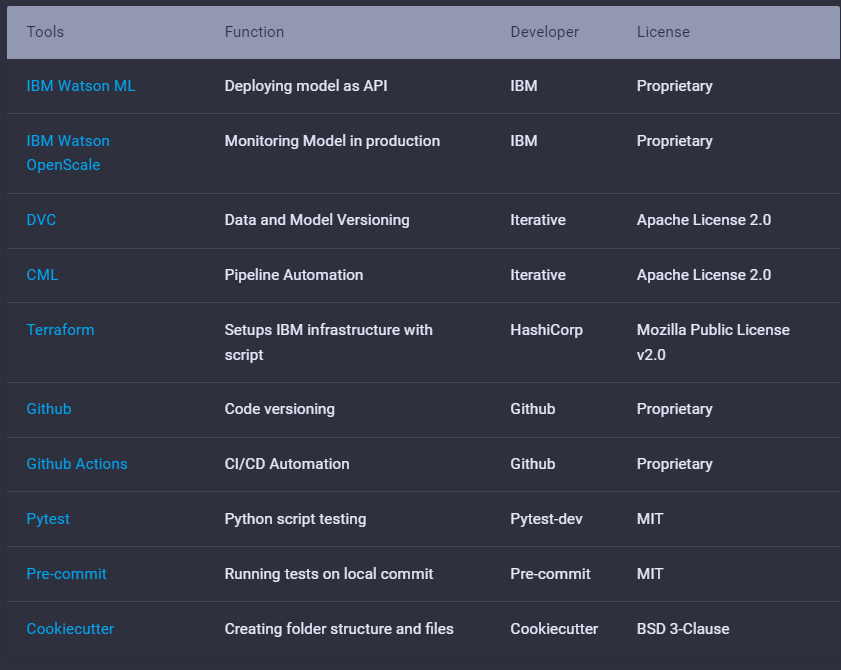 Tools Function Developer License
IBM Watson ML Deploying model as API IBM Proprietary
IBM Watson Monitoring Model in production IBM Proprietary
OpenScale
DVC Data and Model Versioning Iterative Apache License 2.0
CML Pipeline Automation Iterative Apache License 2.0
Terraform Setups IBM infrastructure with HashiCorp Mozilla Public License
script v2.0
Github Code versioning Github Proprietary
Github Actions CI/CD Automation Github Proprietary
Pytest Python script testing Pytest-dev MIT
Pre-commit Running tests on local commit Pre-commit MIT
Cookiecutter Creating folder structure and files Cookiecutter BSD 3-Clause